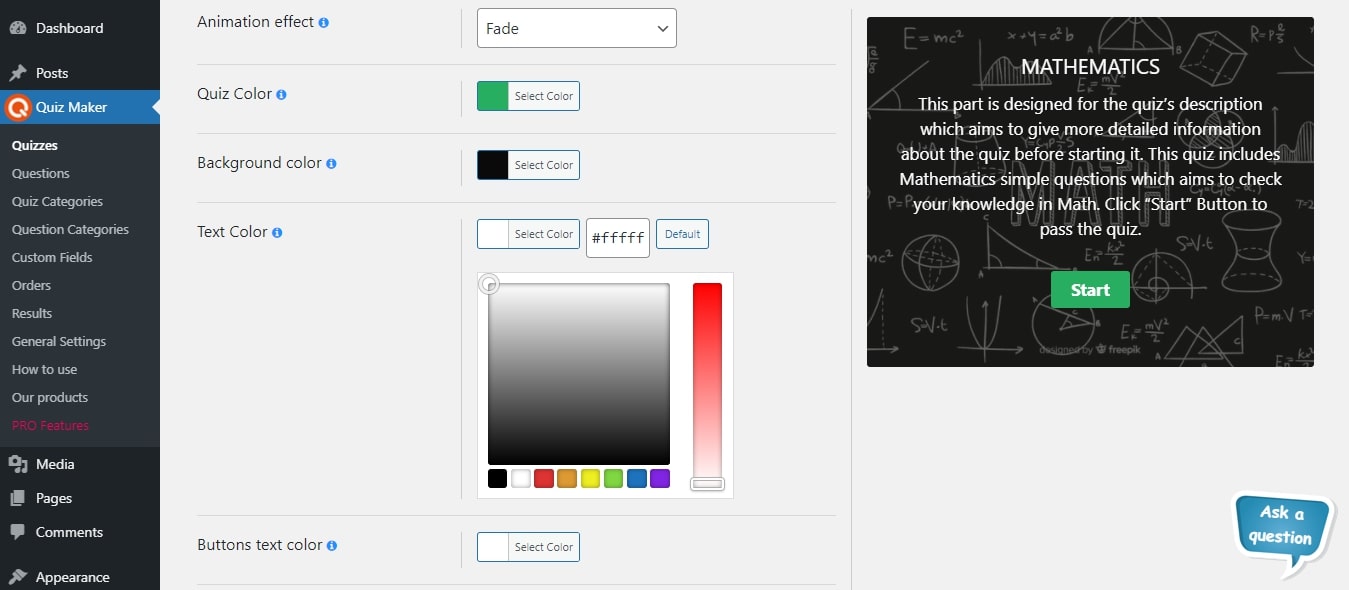 Dashboard
Posts
Quiz Maker
Quizzes
Questions
Quiz Categories
Question Categories
Custom Fields
Orders
Results
General Settings
How to use
Our products
PRO Features
Media
Pages
Comments
Appearance
Animation effect
Fade
Quiz Color
Select Color
Background color
Select Color
Text Color
Select Color
#fffff
Default
Buttons text color
Select Color
MATHEMATICS
This part is designed for the quiz’s description
which aims to give more detailed information
about the quiz before starting it. This quiz includes
Mathematics simple questions which aims to check
your knowledge in Math. Click “Start” Button to
pass the quiz.
Start
MATH
E=mc²
x+y=a²b
S=V·t
S=V·t
designed by freepik
Ask a
question